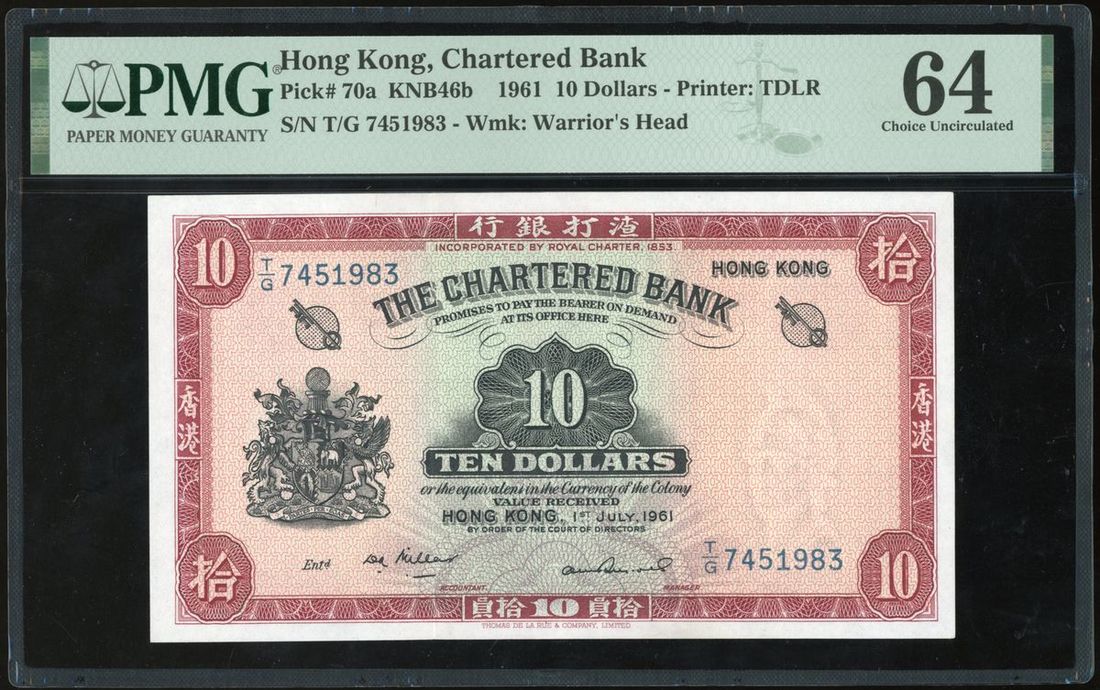 PMG®
PAPER MONEY GUARANTY
Hong Kong, Chartered Bank
Pick# 70a KNB46b 1961 10 Dollars - Printer: TDLR
S/N T/G 7451983 - Wmk: Warrior's Head
64
Choice Uncirculated
行銀打渣
INCORPORATED BY ROYAL CHARTER, 1853.
10
拾
T/G 7451983
HONG KONG
THE CHARTERED BANK
PROMISES TO PAY THE BEARER ON DEMAND
AT ITS OFFICE HERE
香港
10
香港
TEN DOLLARS
or the equivalent in the Currency of the Colony
VALUE RECEIVED
HONG KONG, 1ST JULY, 1961
BY ORDER OF THE COURT OF DIRECTORS
T/G 7451983
拾
Entd
10
ACCOUNTANT.
MANAGER.
員拾10員拾
THOMAS DE LA RUE & COMPANY, LIMITED